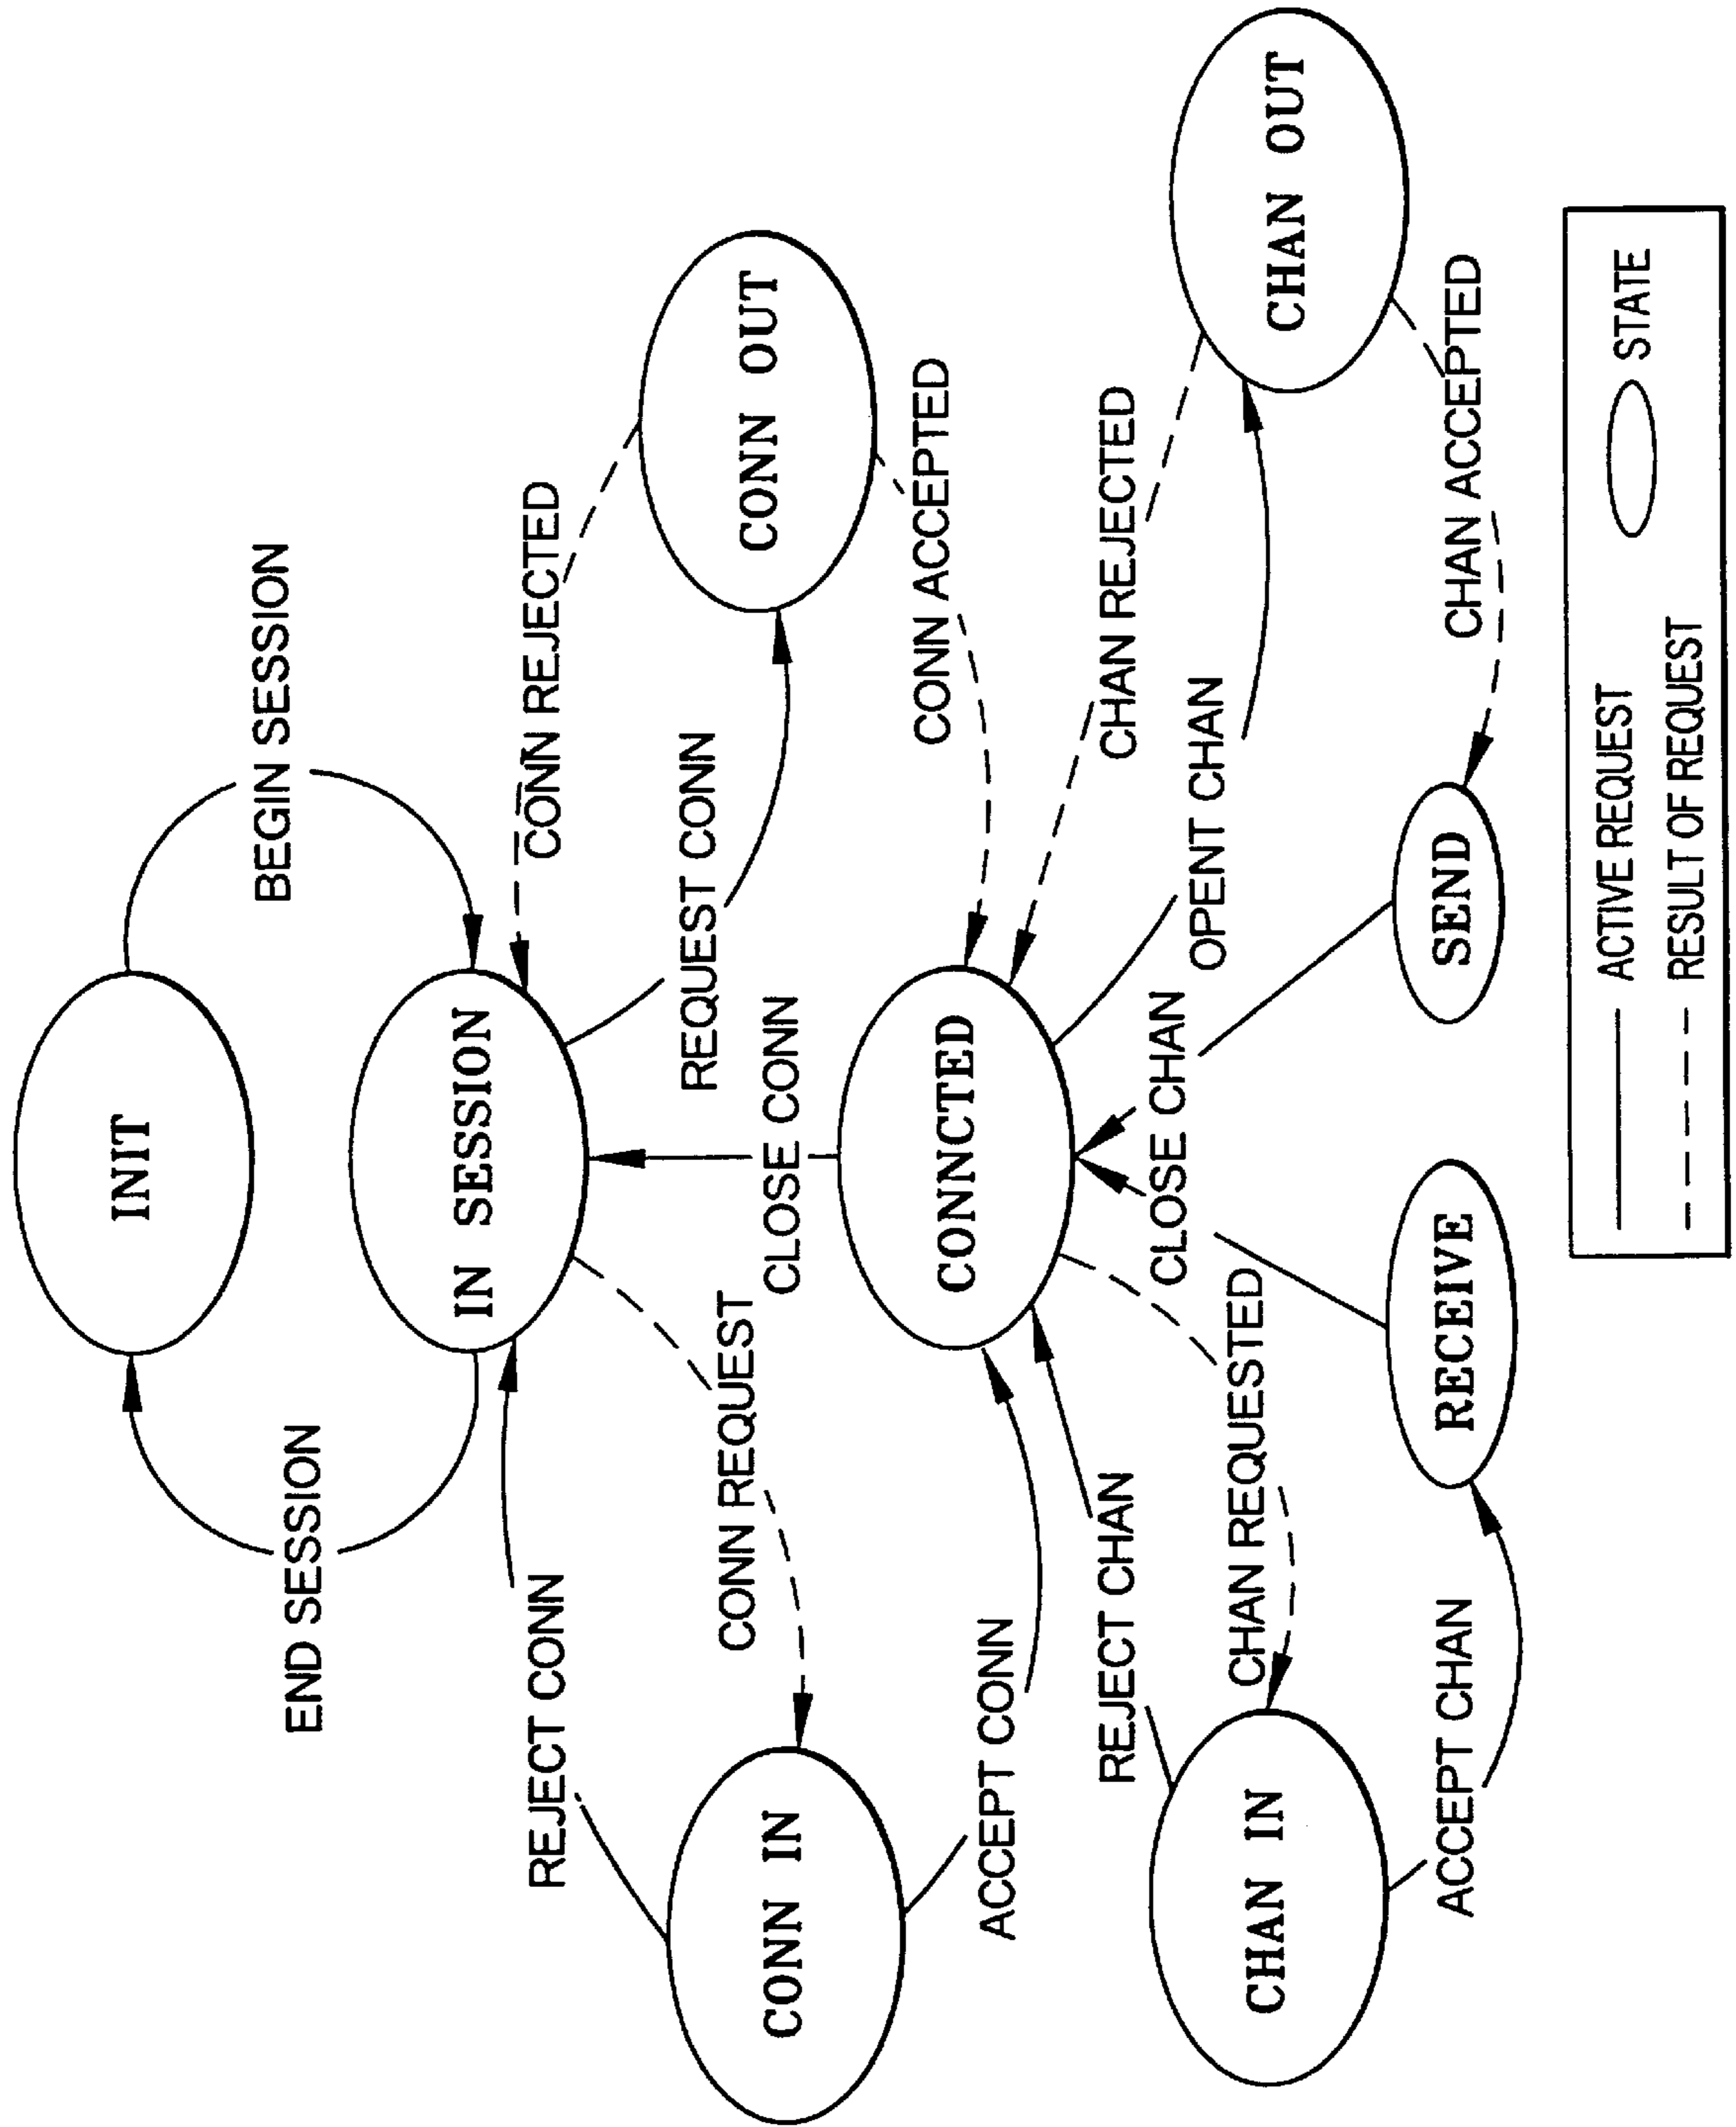 INIT
BEGIN SESSION
END SESSION
IN SESSION
CONN REJECTED
REJECT CONN
REQUEST CONN
CONN REQUEST
CLOSE CONN
CONN OUT
CONN IN
CONN ACCEPTED
CONNCTED
ACCEPT CONN
CHAN REJECTED
REJECT CHAN
CLOSE CHAN
OPENT CHAN
CHAN REQUESTED
CHAN OUT
CHAN IN
CHAN ACCEPTED
SEND
RECEIVE
ACCEPT CHAN
ACTIVE REQUEST
STATE
RESULT OF REQUEST